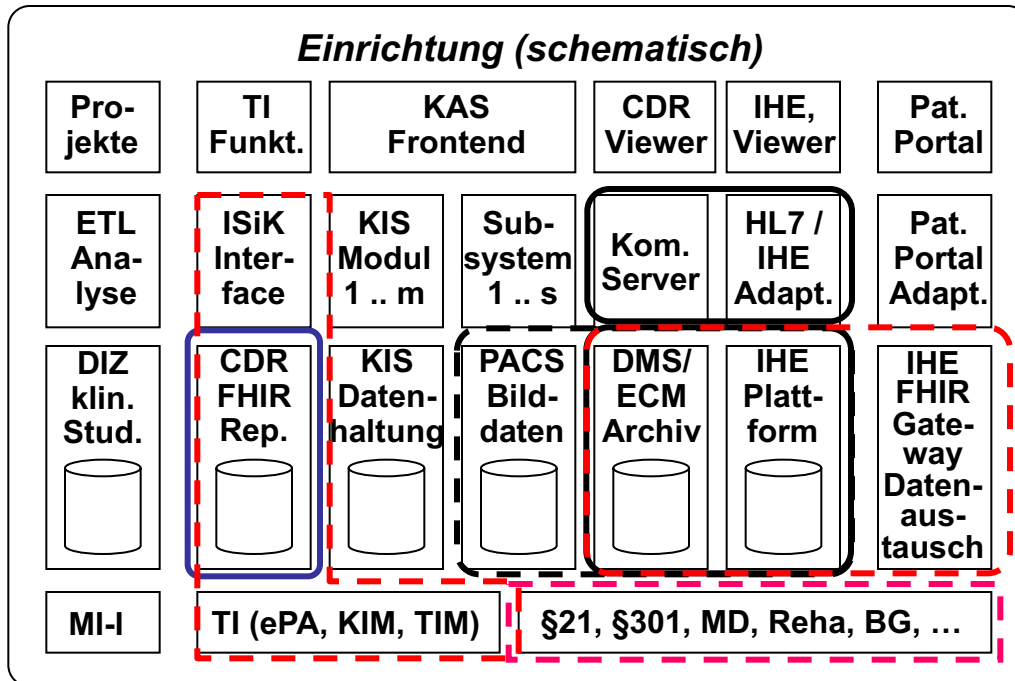 Einrichtung (schematisch)
Pro-
jekte
TI
Funkt.
KAS
Frontend
CDR
Viewer
IHE,
Viewer
Pat.
Portal
ETL
Ana-
lyse
ISiK
Inter-
face
KIS
Modul
1 .. m
Sub-
system
1 .. s
Kom.
Server
HL7 /
IHE
Adapt.
Pat.
Portal
Adapt.
DIZ
klin.
Stud.
CDR
FHIR
Rep.
KIS
Daten-
haltung
PACS
Bild-
daten
DMS/
ECM
Archiv
IHE
Platt-
form
IHE
FHIR
Gate-
way
Daten-
aus-
tausch
MI-I
TI (ePA, KIM, TIM)
§21, §301, MD, Reha, BG, …